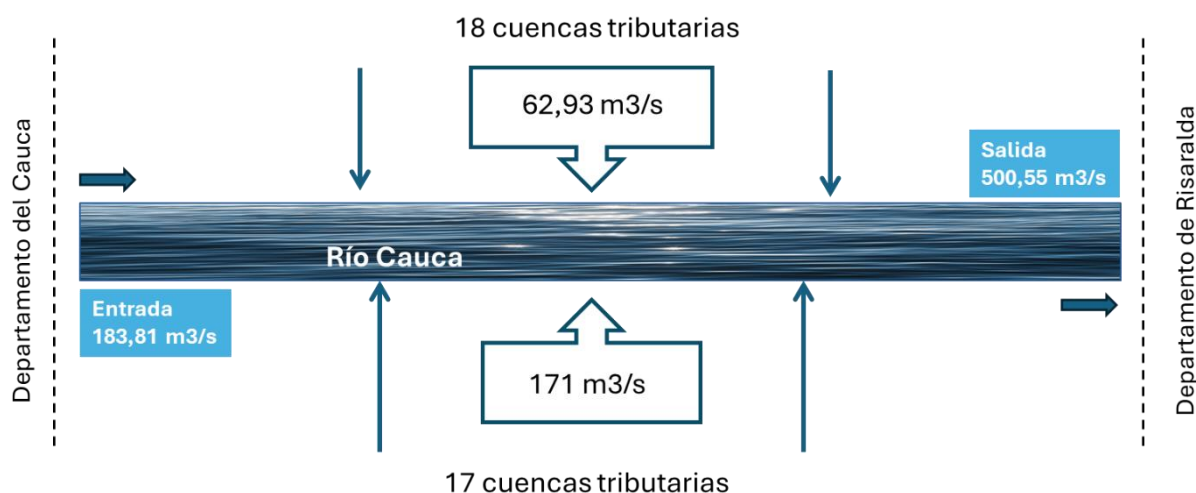 18 cuencas tributarias
62,93 m3/s
Departamento del Cauca
Salida
500,55 m3/s
Departamento de Risaralda
Río Cauca
Entrada
183,81 m3/s
171 m3/s
17 cuencas tributarias